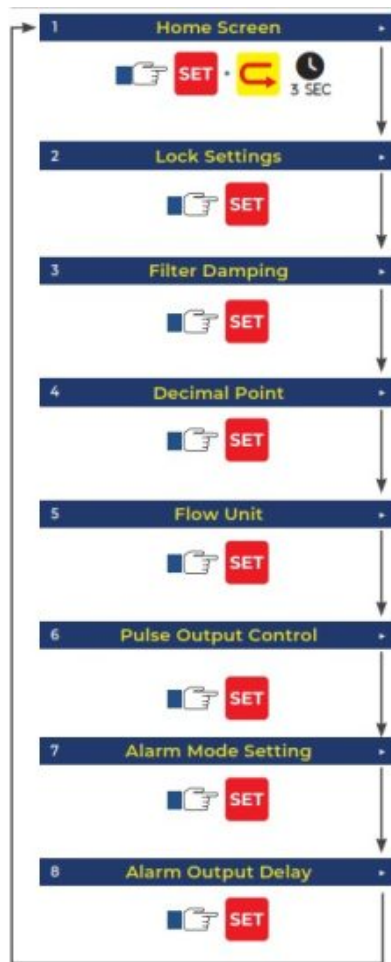 1 Home Screen
SET
3 SEC
2 Lock Settings
SET
3 Filter Damping
SET
4 Decimal Point
SET
5 Flow Unit
SET
6 Pulse Output Control
SET
7 Alarm Mode Setting
SET
8 Alarm Output Delay
SET